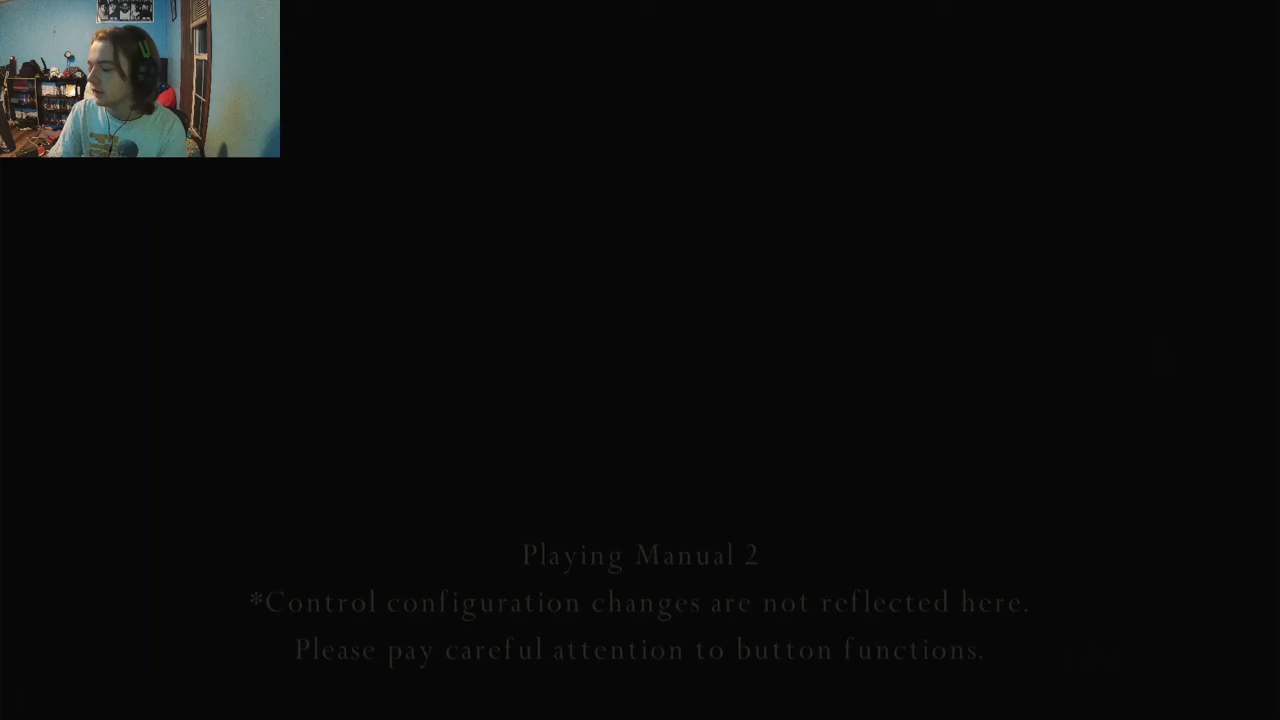 Playing Manual 2
*Control configuration changes are not reflected here.
Please pay careful attention to button functions.